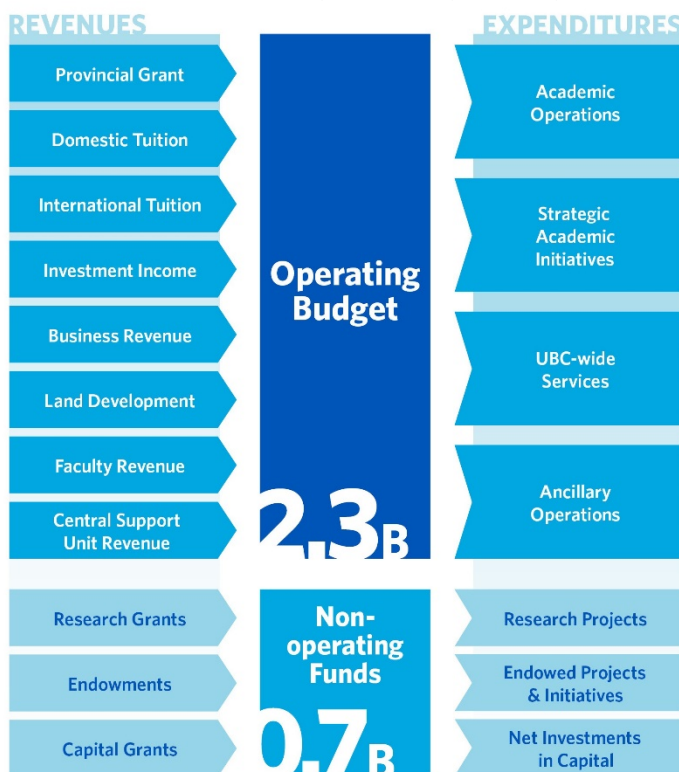 REVENUES
Provincial Grant
Domestic Tuition
International Tuition
Investment Income
Business Revenue
Land Development
Faculty Revenue
Central Support
Unit Revenue
Research Grants
Endowments
Capital Grants
Operating
Budget
2.3B
Non-
operating
Funds
0.7B
EXPENDITURES
Academic
Operations
Strategic
Academic
Initiatives
UBC-wide
Services
Ancillary
Operations
Research Projects
Endowed Projects
& Initiatives
Net Investments
in Capital